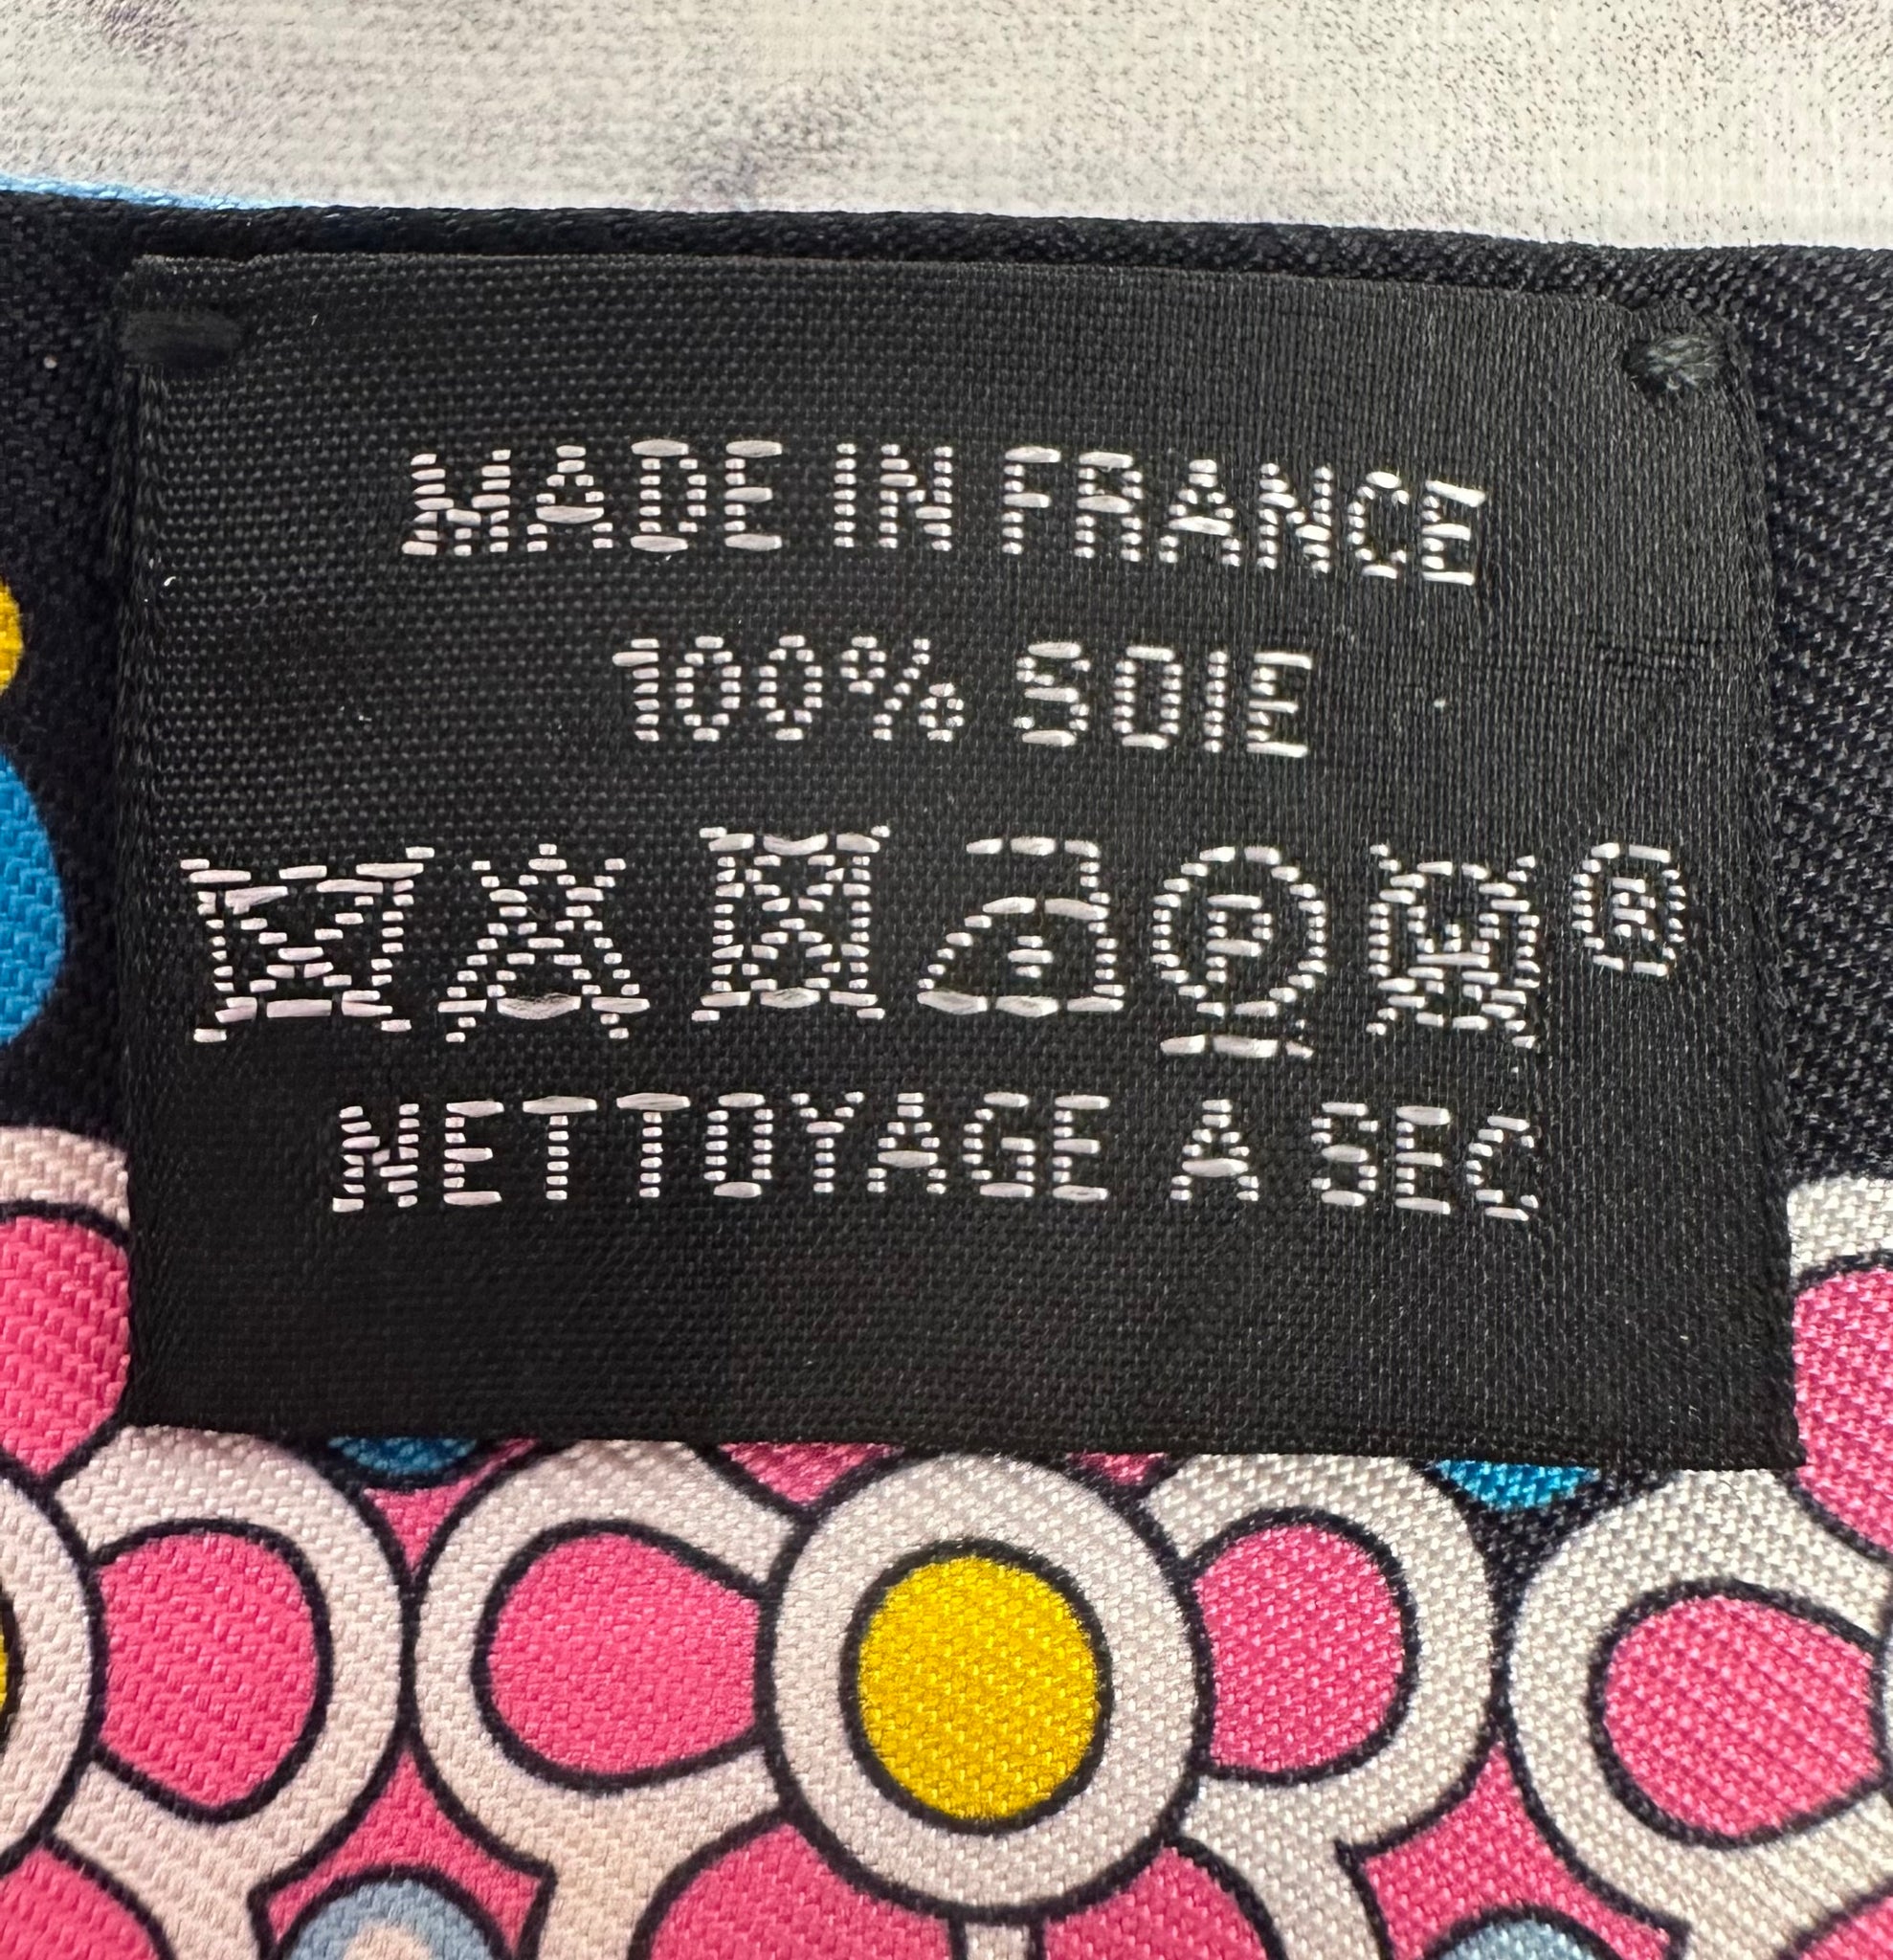 MADE IN FRANCE
100% SOIE
P W ®
NETTOYAGE A SEC